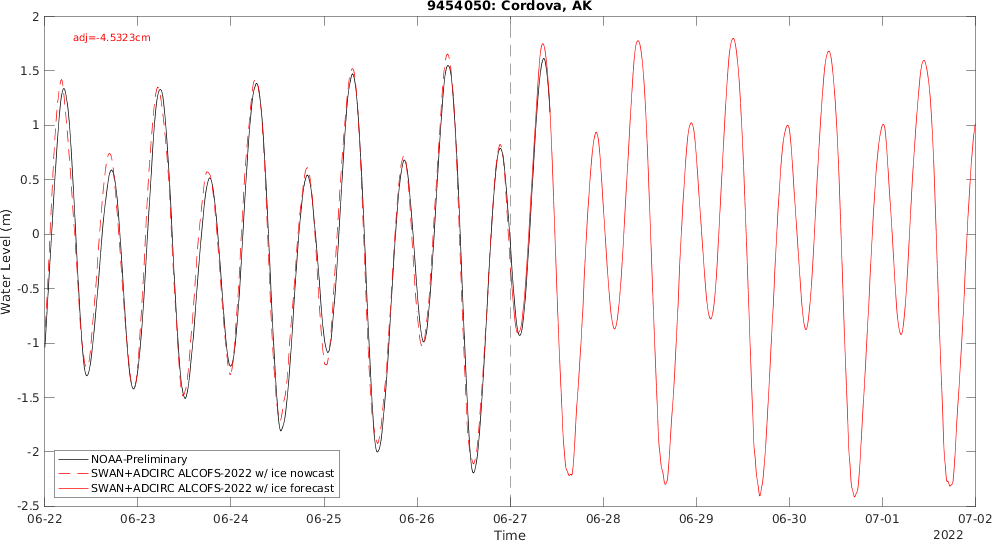 9454050: Cordova, AK
adj=-4.5323cm
2
1.5
1
0.5
0
-0.5
-1
-1.5
-2
-2.5
Water Level (m)
NOAA-Preliminary
SWAN+ADCIRC ALCOFS-2022 w/ ice nowcast
SWAN+ADCIRC ALCOFS-2022 w/ ice forecast
06-22 06-23 06-24 06-25 06-26 06-27 06-28 06-29 06-30 07-01 07-02
Time
2022